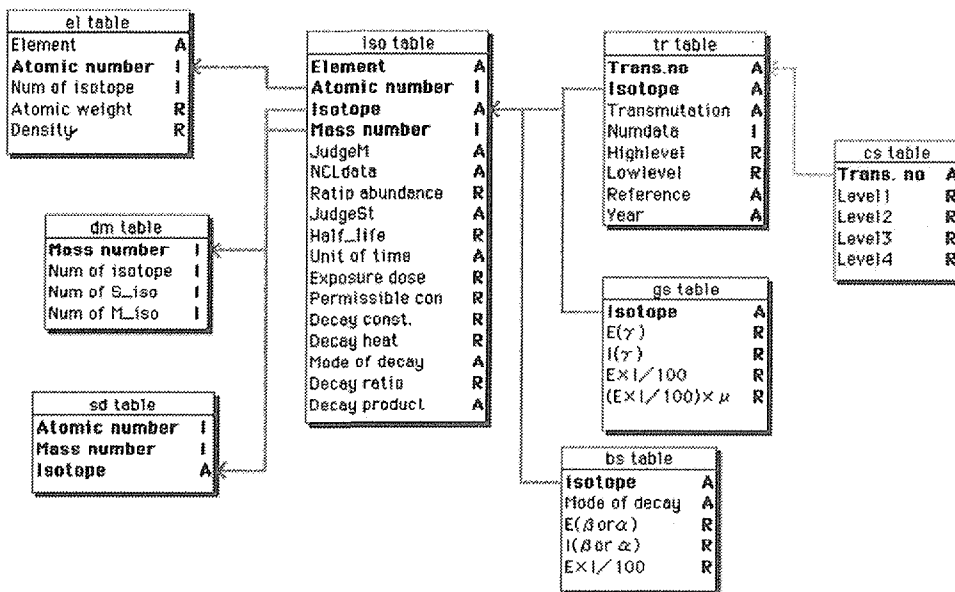 el table
Element A
Atomic number I
Num of isotope I
Atomic weight R
Density R
dm table
Mass number I
Num of isotope I
Num of S_iso I
Num of M_iso I
sd table
Atomic number I
Mass number I
Isotope A
iso table
Element A
Atomic number I
Isotope A
Mass number I
JudgeM A
NCLdata A
Ratio abundance R
JudgeSt A
Half_life R
Unit of time A
Exposure dose R
Permissible con R
Decay const. R
Decay heat R
Mode of decay A
Decay ratio R
Decay product A
tr table
Trans.no A
Isotope A
Transmutation A
Numdata I
Highlevel R
Lowlevel R
Reference A
Year A
gs table
Isotope A
E(γ) R
I(γ) R
E×I/100 R
(E×I/100)×μ R
bs table
Isotope A
Mode of decay A
E(β or α) R
I(β or α) R
E×I/100 R
cs table
Trans. no A
Level1 R
Level2 R
Level3 R
Level4 R